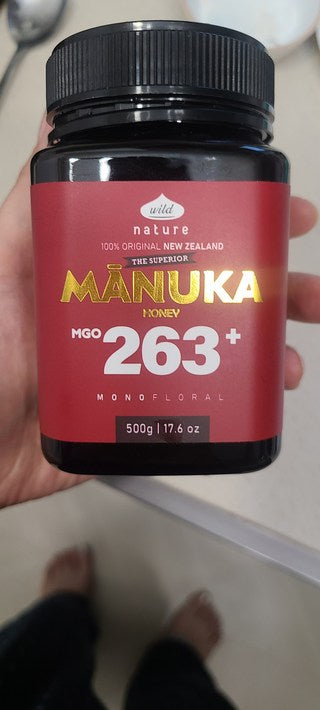 wild
nature
100% ORIGINAL NEW ZEALAND
THE SUPERIOR
MĀNUKA
HONEY
MGO 263+
MONOFLORAL
500g | 17.6 oz